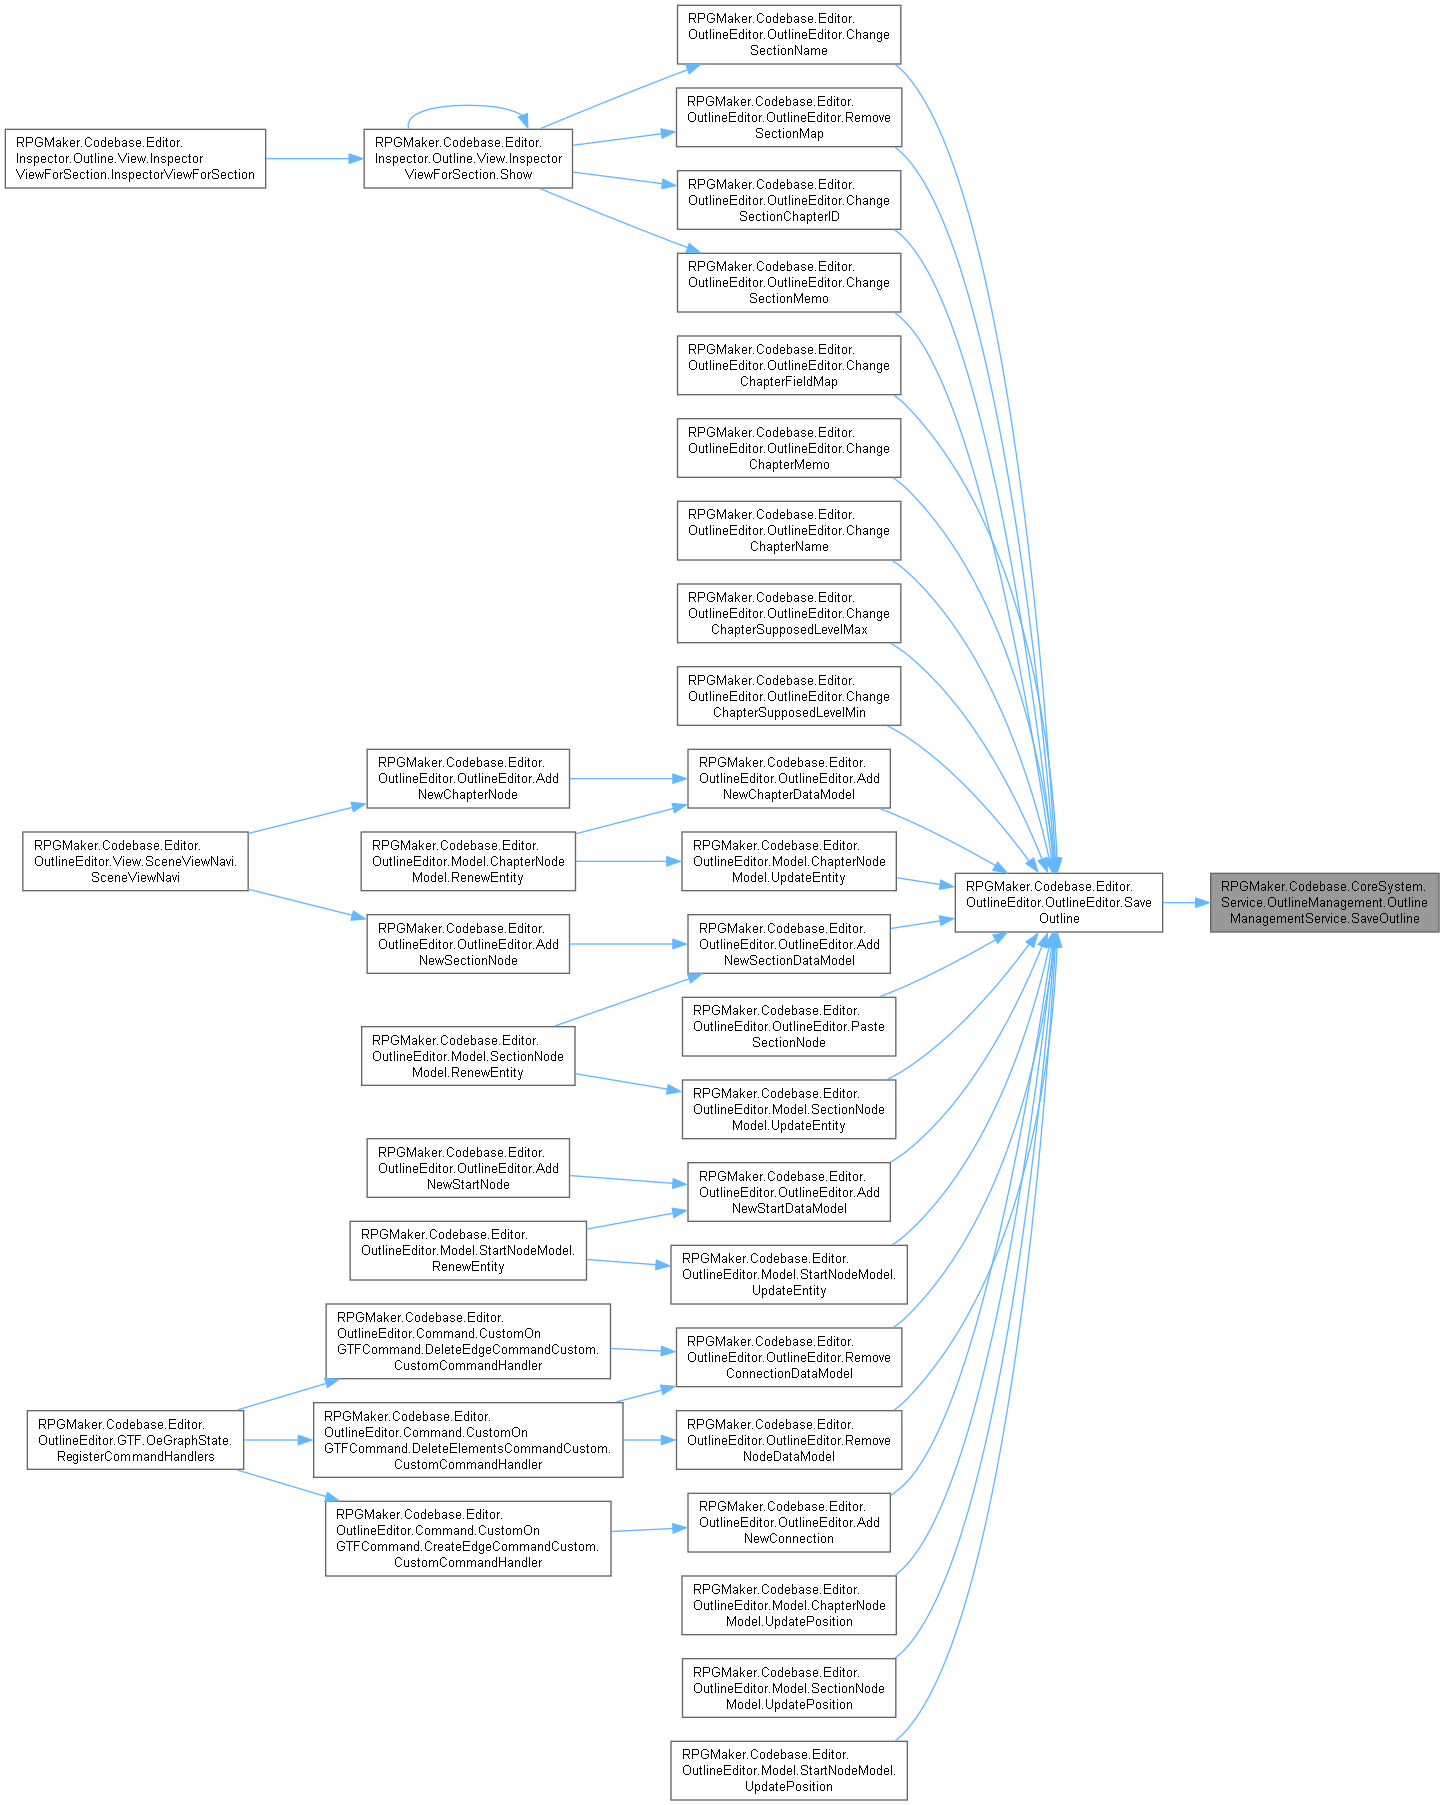 RPGMaker.Codebase.Editor.
OutlineEditor.OutlineEditor.Change
SectionName
RPGMaker.Codebase.Editor.
OutlineEditor.OutlineEditor.Remove
SectionMap
RPGMaker.Codebase.Editor.
Inspector.Outline.View.Inspector
ViewForSection.InspectorViewForSection
RPGMaker.Codebase.Editor.
Inspector.Outline.View.Inspector
ViewForSection.Show
RPGMaker.Codebase.Editor.
OutlineEditor.OutlineEditor.Change
SectionChapterID
RPGMaker.Codebase.Editor.
OutlineEditor.OutlineEditor.Change
SectionMemo
RPGMaker.Codebase.Editor.
OutlineEditor.OutlineEditor.Change
ChapterFieldMap
RPGMaker.Codebase.Editor.
OutlineEditor.OutlineEditor.Change
ChapterMemo
RPGMaker.Codebase.Editor.
OutlineEditor.OutlineEditor.Change
ChapterName
RPGMaker.Codebase.Editor.
OutlineEditor.OutlineEditor.Change
ChapterSupposedLevelMax
RPGMaker.Codebase.Editor.
OutlineEditor.OutlineEditor.Change
ChapterSupposedLevelMin
RPGMaker.Codebase.Editor.
OutlineEditor.OutlineEditor.Add
NewChapterNode
RPGMaker.Codebase.Editor.
OutlineEditor.OutlineEditor.Add
NewChapterDataModel
RPGMaker.Codebase.Editor.
OutlineEditor.View.SceneViewNavi.
SceneViewNavi
RPGMaker.Codebase.Editor.
OutlineEditor.Model.ChapterNode
Model.RenewEntity
RPGMaker.Codebase.Editor.
OutlineEditor.Model.ChapterNode
Model.UpdateEntity
RPGMaker.Codebase.Editor.
OutlineEditor.OutlineEditor.Save
Outline
RPGMaker.Codebase.CoreSystem.
Service.OutlineManagement.Outline
ManagementService.SaveOutline
RPGMaker.Codebase.Editor.
OutlineEditor.OutlineEditor.Add
NewSectionNode
RPGMaker.Codebase.Editor.
OutlineEditor.OutlineEditor.Add
NewSectionDataModel
RPGMaker.Codebase.Editor.
OutlineEditor.OutlineEditor.Paste
SectionNode
RPGMaker.Codebase.Editor.
OutlineEditor.Model.SectionNode
Model.RenewEntity
RPGMaker.Codebase.Editor.
OutlineEditor.Model.SectionNode
Model.UpdateEntity
RPGMaker.Codebase.Editor.
OutlineEditor.OutlineEditor.Add
NewStartNode
RPGMaker.Codebase.Editor.
OutlineEditor.OutlineEditor.Add
NewStartDataModel
RPGMaker.Codebase.Editor.
OutlineEditor.Model.StartNodeModel.
RenewEntity
RPGMaker.Codebase.Editor.
OutlineEditor.Model.StartNodeModel.
UpdateEntity
RPGMaker.Codebase.Editor.
OutlineEditor.Command.CustomOn
GTFCommand.DeleteEdgeCommandCustom.
CustomCommandHandler
RPGMaker.Codebase.Editor.
OutlineEditor.OutlineEditor.Remove
ConnectionDataModel
RPGMaker.Codebase.Editor.
OutlineEditor.GTF.OeGraphState.
RegisterCommandHandlers
RPGMaker.Codebase.Editor.
OutlineEditor.Command.CustomOn
GTFCommand.DeleteElementsCommandCustom.
CustomCommandHandler
RPGMaker.Codebase.Editor.
OutlineEditor.OutlineEditor.Remove
NodeDataModel
RPGMaker.Codebase.Editor.
OutlineEditor.Command.CustomOn
GTFCommand.CreateEdgeCommandCustom.
CustomCommandHandler
RPGMaker.Codebase.Editor.
OutlineEditor.OutlineEditor.Add
NewConnection
RPGMaker.Codebase.Editor.
OutlineEditor.Model.ChapterNode
Model.UpdatePosition
RPGMaker.Codebase.Editor.
OutlineEditor.Model.SectionNode
Model.UpdatePosition
RPGMaker.Codebase.Editor.
OutlineEditor.Model.StartNodeModel.
UpdatePosition